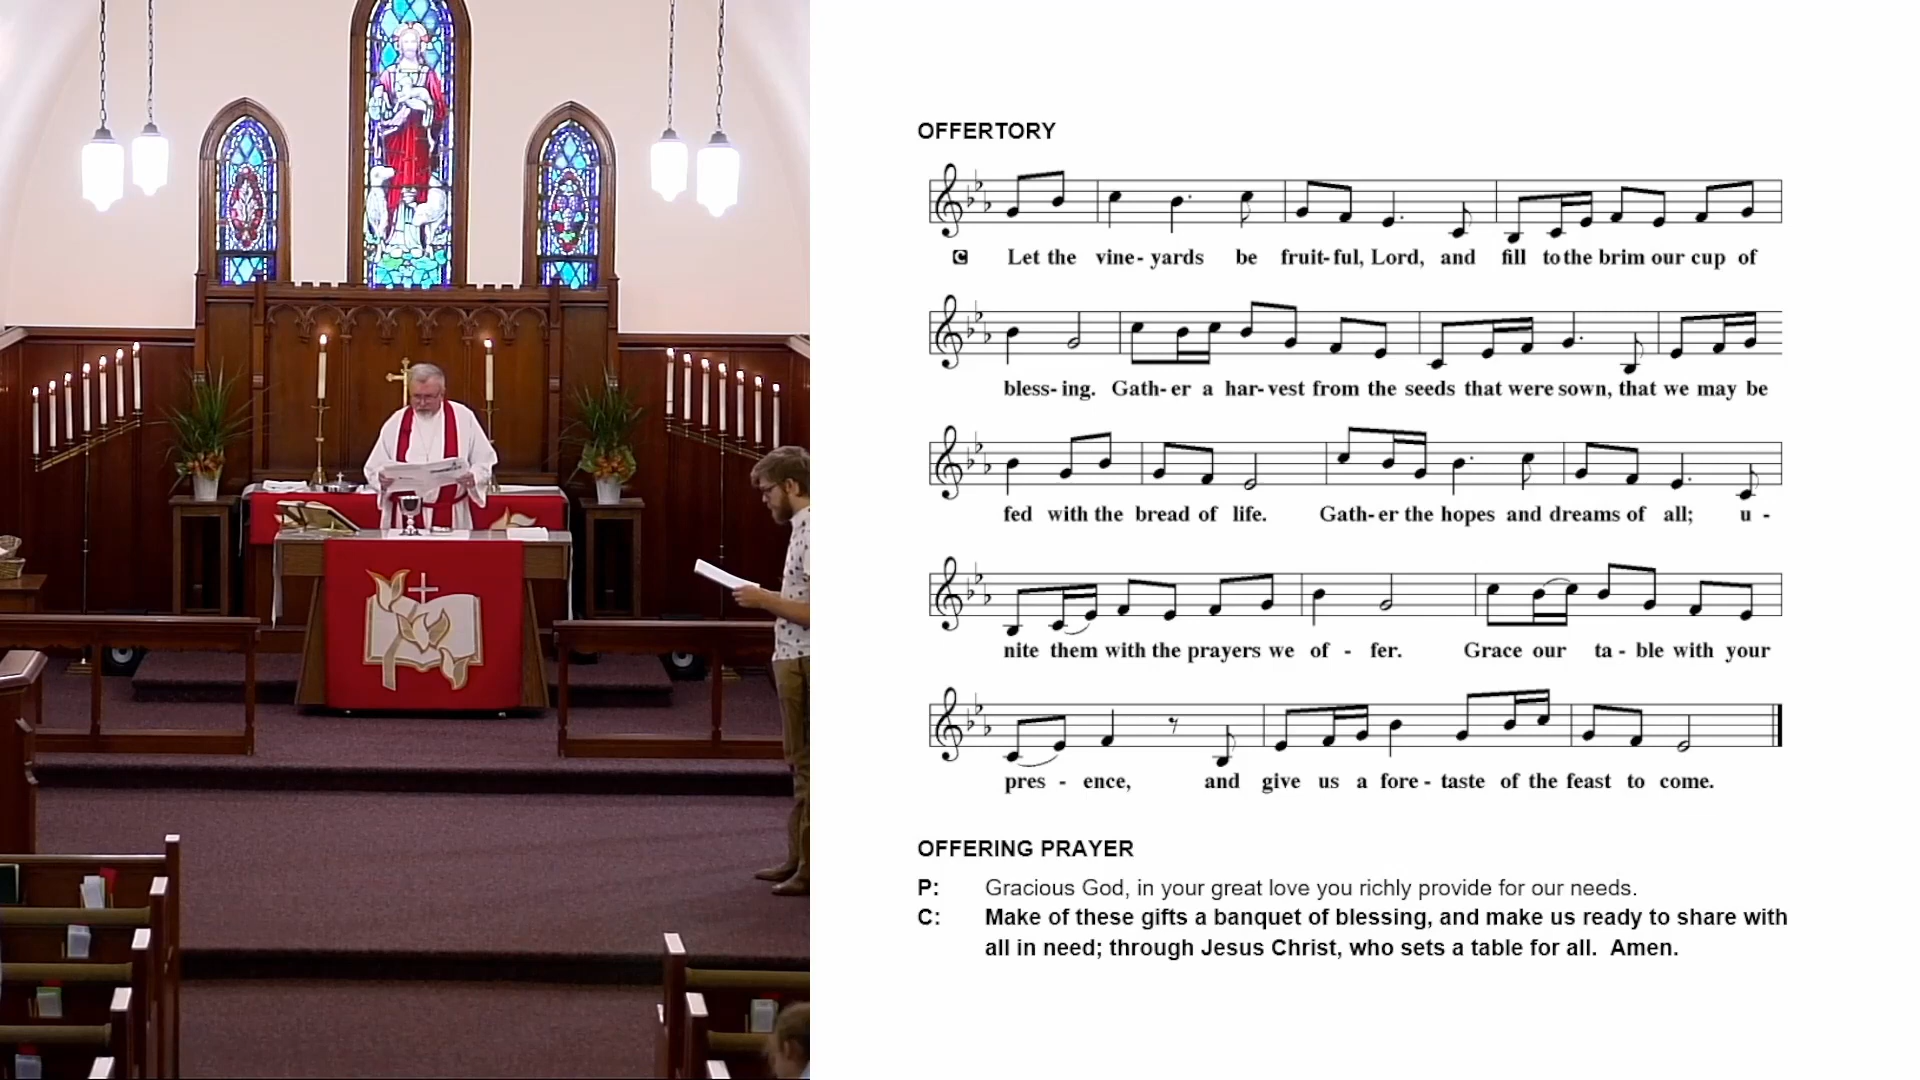 OFFERTORY
C Let the vine- yards be fruit- ful, Lord, and fill to the brim our cup of
bless- ing. Gath- er a har- vest from the seeds that were sown, that we may be
fed with the bread of life. Gath- er the hopes and dreams of all; u -
nite them with the prayers we of - fer. Grace our ta - ble with your
pres - ence, and give us a fore - taste of the feast to come.
OFFERING PRAYER
P: Gracious God, in your great love you richly provide for our needs.
C: Make of these gifts a banquet of blessing, and make us ready to share with
all in need; through Jesus Christ, who sets a table for all. Amen.